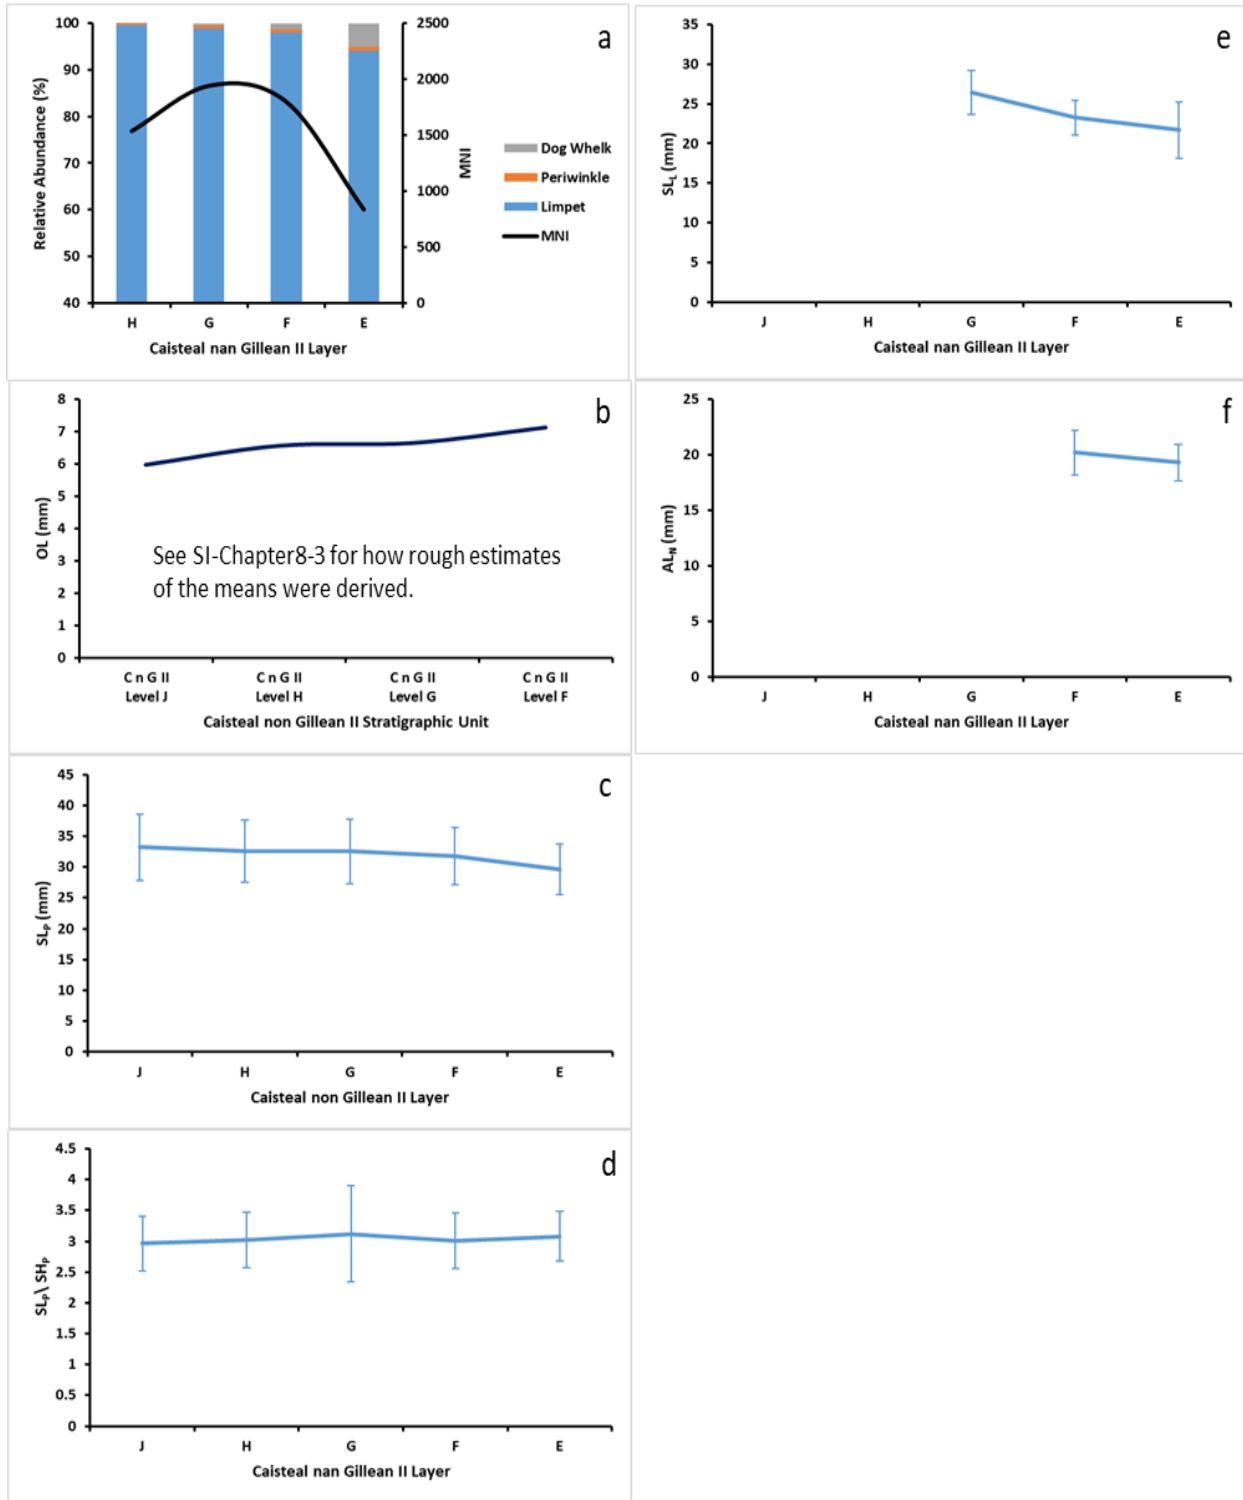 a
100
90
80
70
60
50
40
Relative Abundance (%)
2500
2000
1500
1000
500
0
MNI
Dog Whelk
Periwinkle
Limpet
MNI
H G F E
Caisteal nan Gillean II Layer
b
8
7
6
5
4
3
2
1
0
OL (mm)
See SI-Chapter8-3 for how rough estimates
of the means were derived.
C n G II C n G II C n G II C n G II
Level J Level H Level G Level F
Caisteal non Gillean II Stratigraphic Unit
c
45
40
35
30
25
20
15
10
5
0
SLP (mm)
J H G F E
Caisteal non Gillean II Layer
d
4.5
4
3.5
3
2.5
2
1.5
1
0.5
0
SLP\ SHP
J H G F E
Caisteal nan Gillean II Layer
e
35
30
25
20
15
10
5
0
SLL (mm)
J H G F E
Caisteal nan Gillean II Layer
f
25
20
15
10
5
0
ALN (mm)
J H G F E
Caisteal nan Gillean II Layer